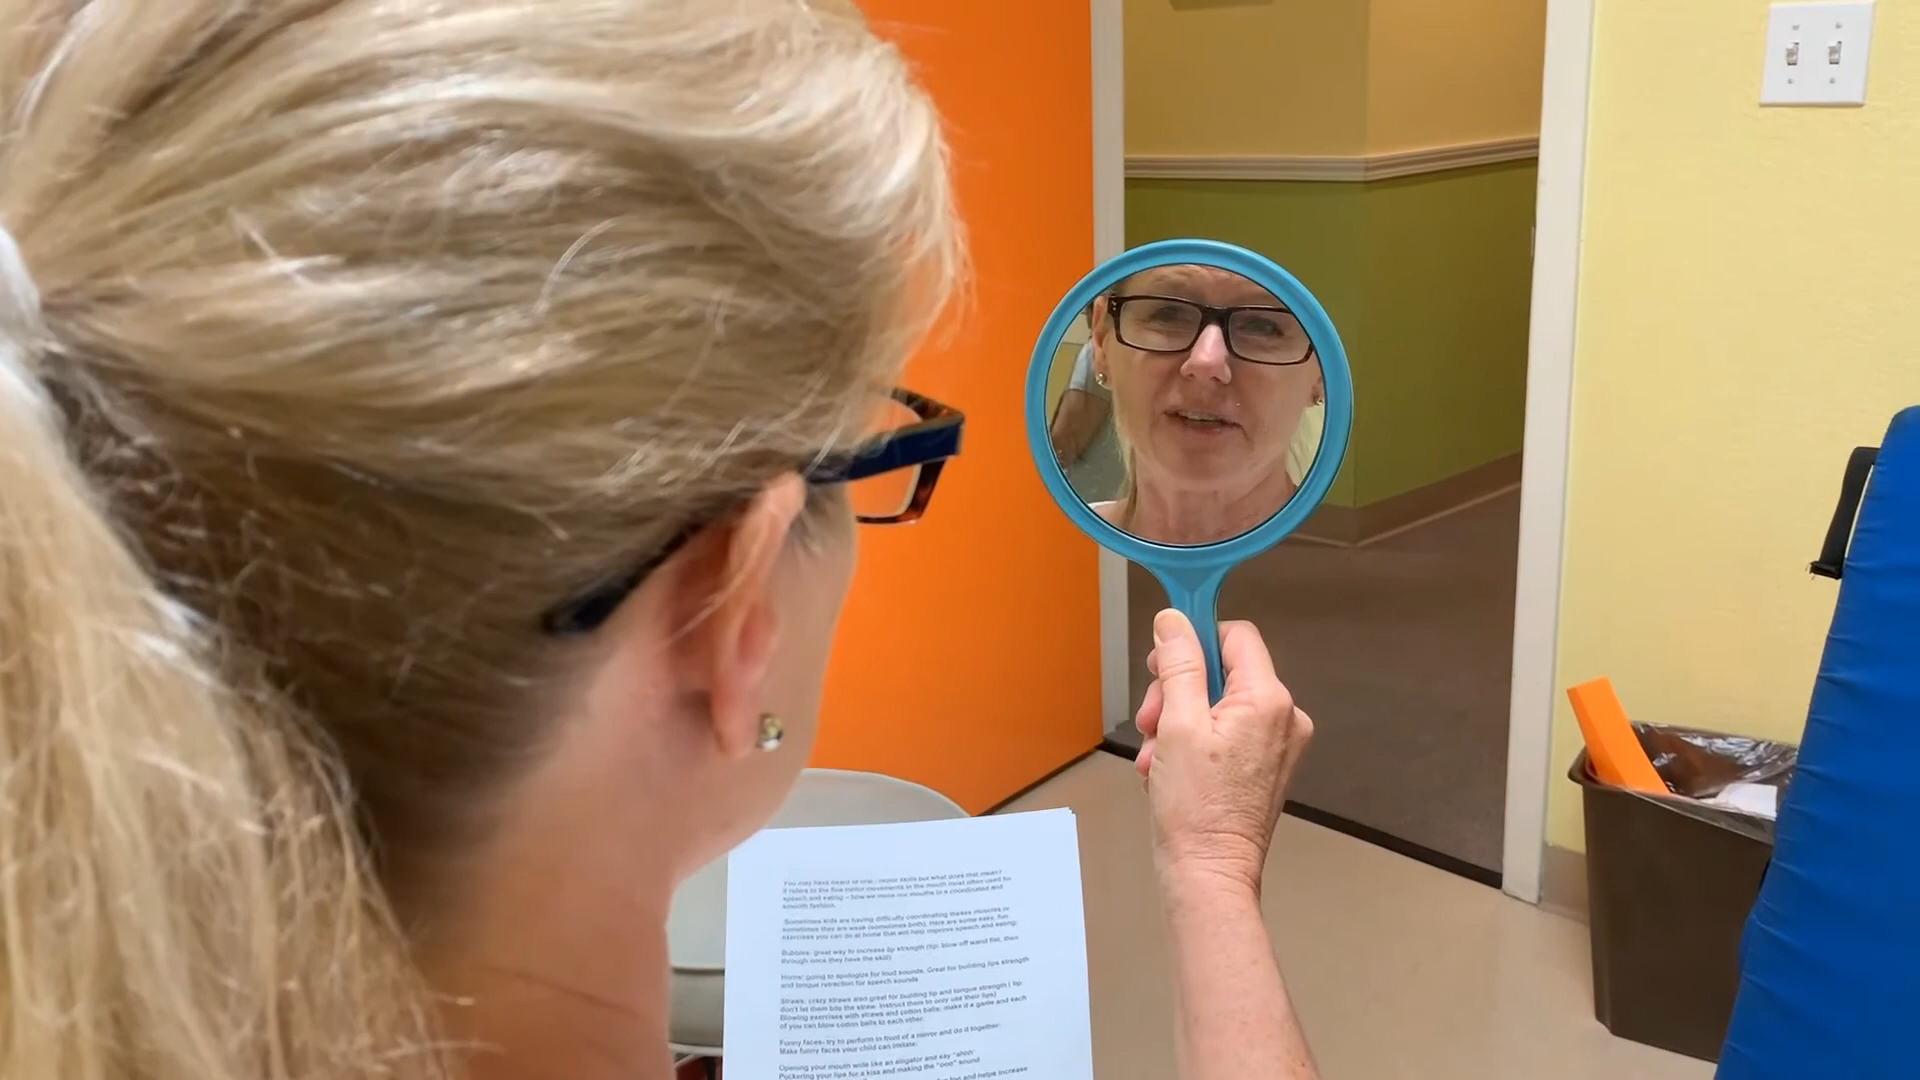 You may have heard of oral motor skills but what does that mean?
It refers to the fine motor movements in the mouth most often used for
speech and eating – how we move our mouths in a coordinated and
smooth fashion.
Sometimes kids are having difficulty coordinating these muscles or
sometimes they are weak (sometimes both). Here are some easy, fun
exercises you can do at home that will help improve speech and eating:
Bubbles: great way to increase lip strength (tip: blow off wand flat, then
through once they have the skill)
Horns: going to apologize for loud sounds. Great for building lips strength
and tongue retraction for speech sounds
Straws: crazy straws also great for building lip and tongue strength ( tip:
don't let them bite the straw. Instruct them to only use their lips)
Blowing exercises with straws and cotton balls; make it a game and each
of you can blow cotton balls to each other.
Funny faces- try to perform in front of a mirror and do it together:
Make funny faces your child can imitate:
Opening your mouth wide like an alligator and say "ahhh'
Puckering your lips for a kiss and making the "ooo" sound
and helps increase